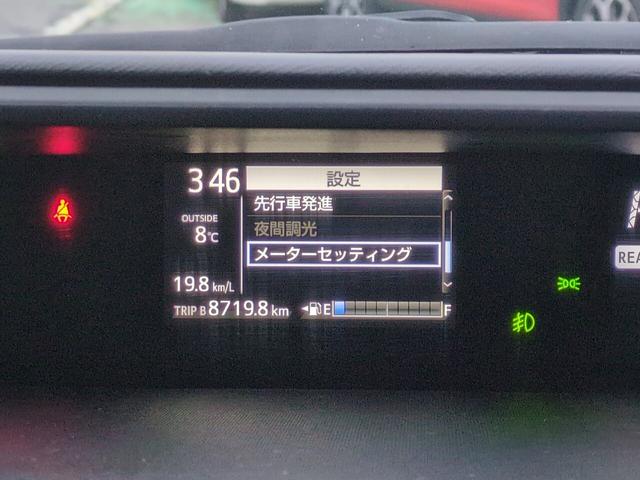 3:46
設定
先行車発進
夜間調光
メーターセッティング
OUTSIDE
8℃
19.8 km/L
TRIP B 8719.8 km
E F
REA